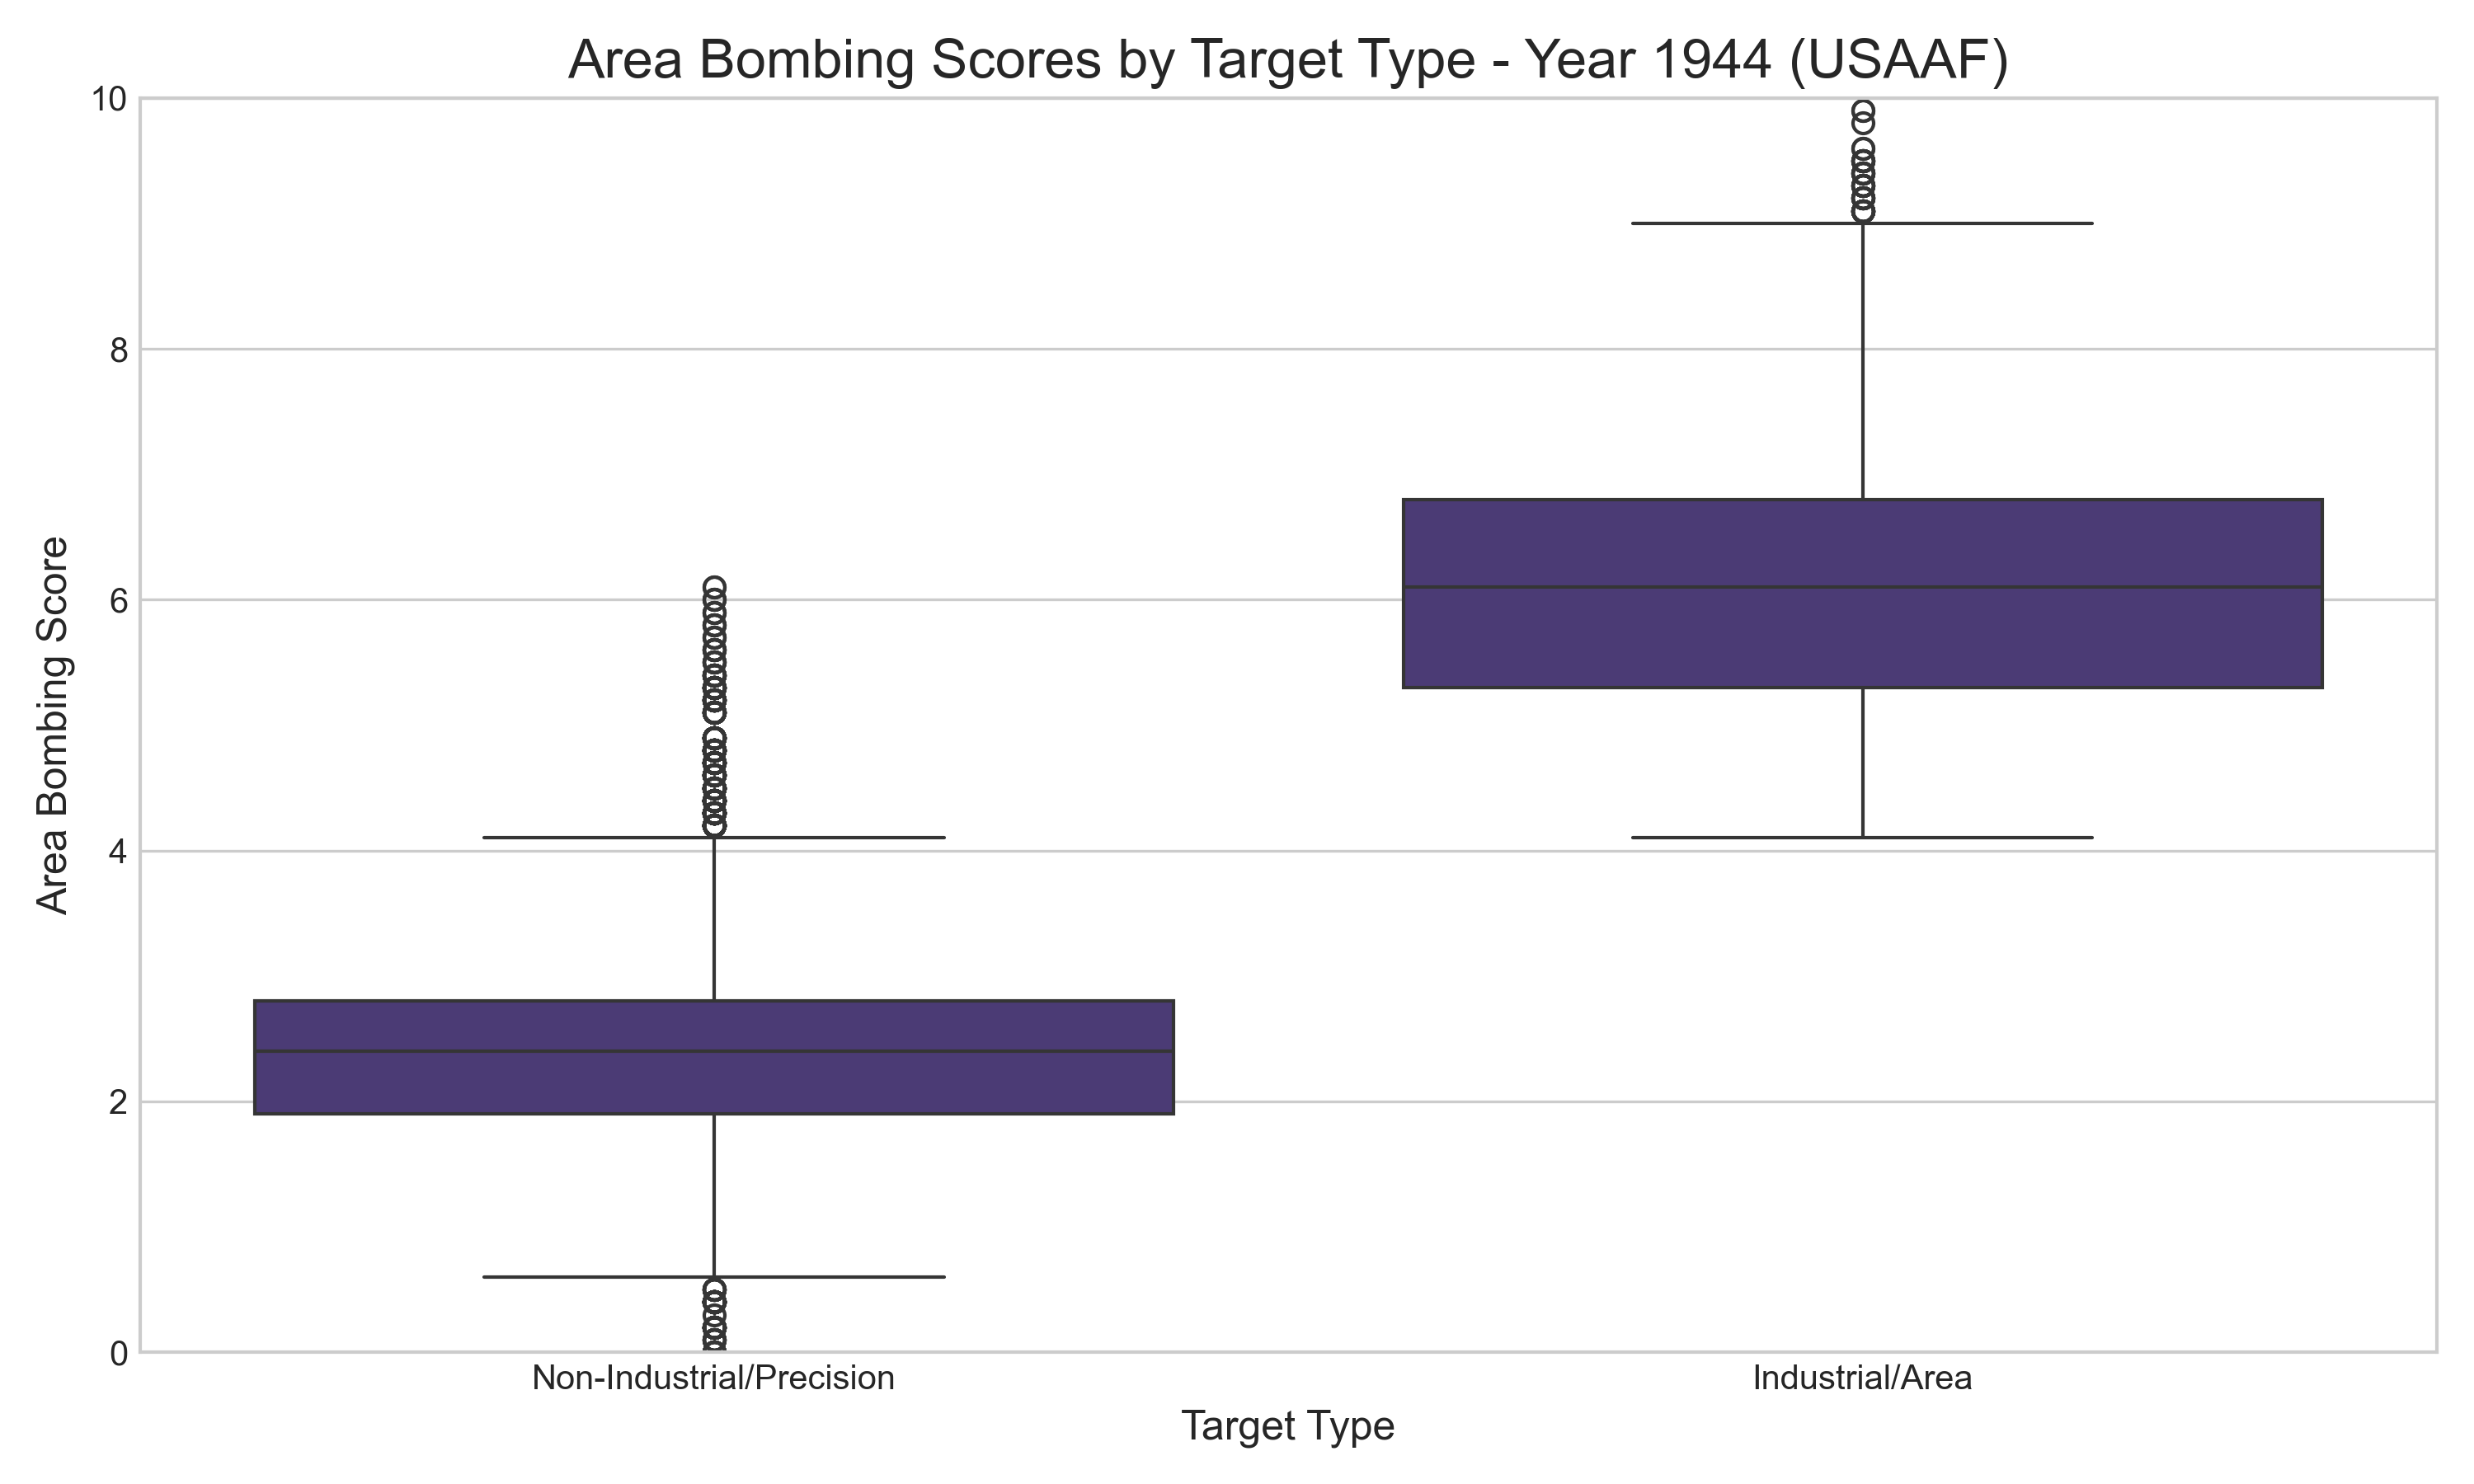 Area Bombing Scores by Target Type - Year 1944 (USAAF)
Area Bombing Score
10
8
6
4
2
0
Non-Industrial/Precision
Industrial/Area
Target Type